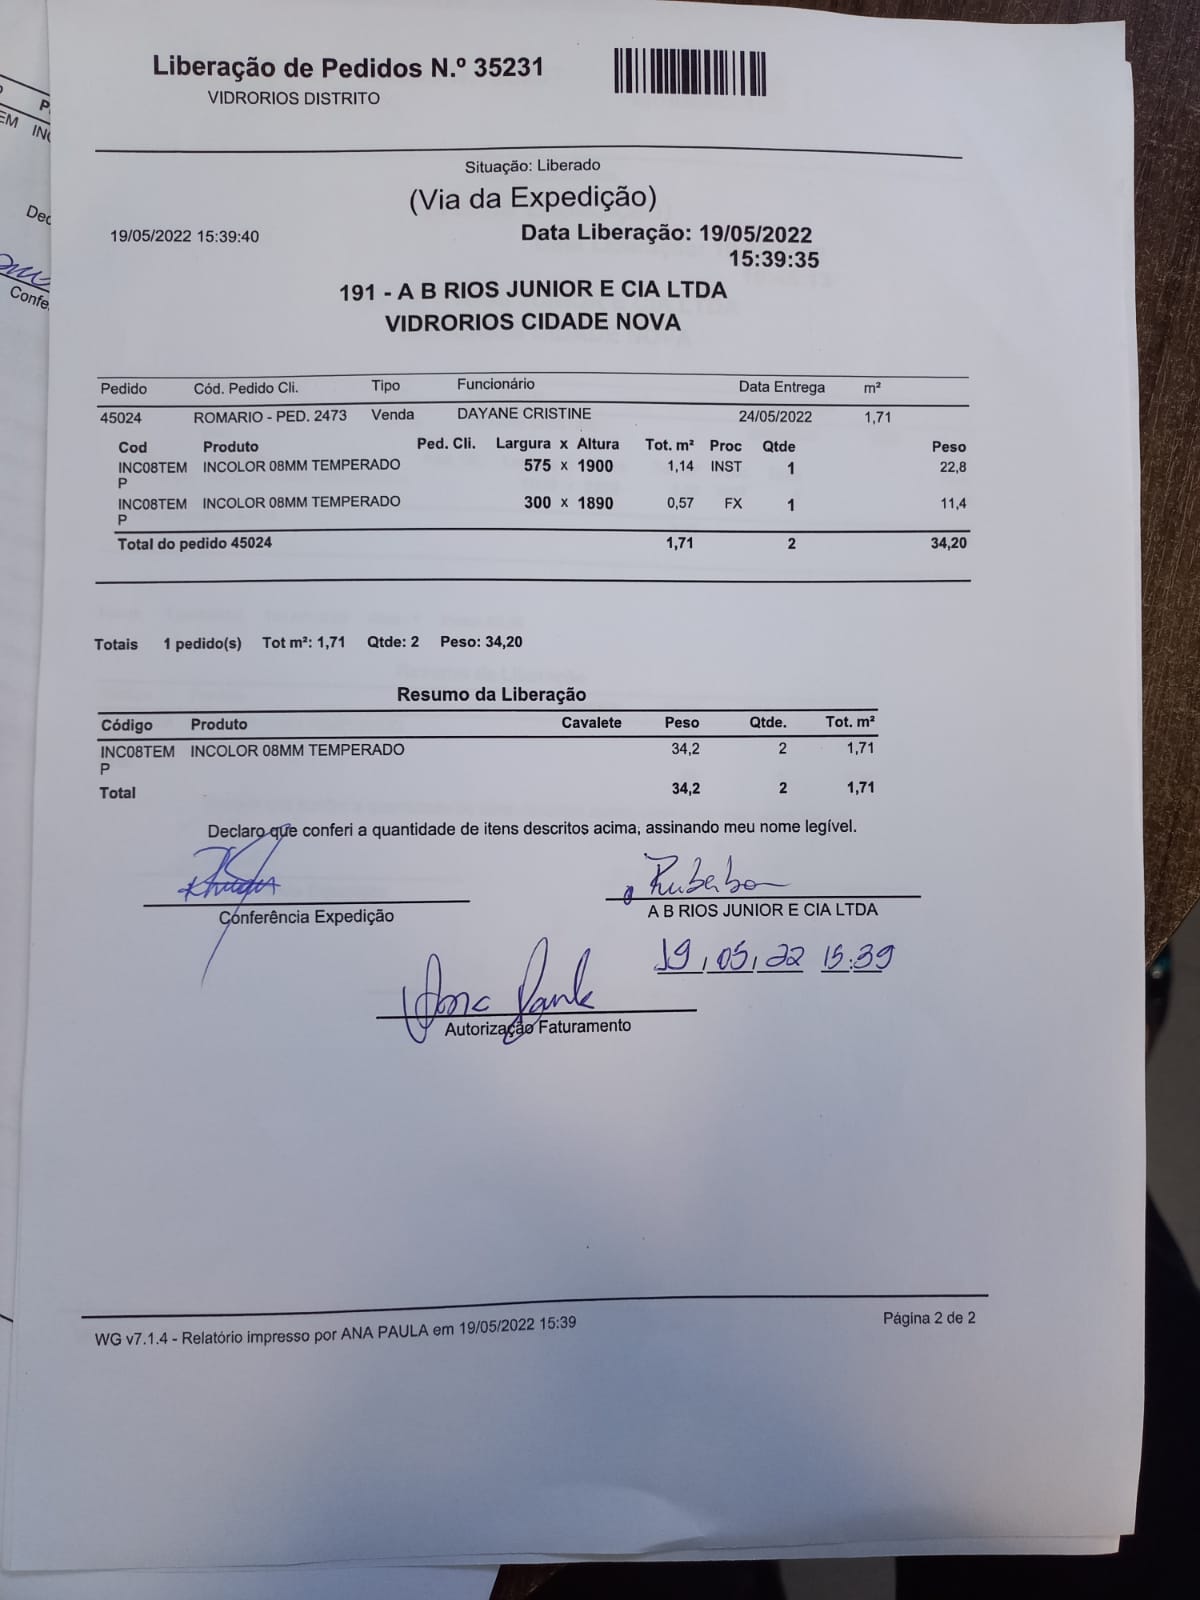 Liberação de Pedidos N.º 35231
VIDRORIOS DISTRITO
Situação: Liberado
(Via da Expedição)
19/05/2022 15:39:40
Data Liberação: 19/05/2022
15:39:35
191 - A B RIOS JUNIOR E CIA LTDA
VIDRORIOS CIDADE NOVA
Pedido Cód. Pedido Cli. Tipo Funcionário Data Entrega m²
45024 ROMARIO - PED. 2473 Venda DAYANE CRISTINE 24/05/2022 1,71
Cod Produto Ped. Cli. Largura x Altura Tot. m² Proc Qtde Peso
INC08TEM INCOLOR 08MM TEMPERADO 575 x 1900 1,14 INST 1 22,8
P
INC08TEM INCOLOR 08MM TEMPERADO 300 x 1890 0,57 FX 1 11,4
P
Total do pedido 45024 1,71 2 34,20
Totais 1 pedido(s) Tot m²: 1,71 Qtde: 2 Peso: 34,20
Resumo da Liberação
Código Produto Cavalete Peso Qtde. Tot. m²
INC08TEM INCOLOR 08MM TEMPERADO 34,2 2 1,71
P
Total 34,2 2 1,71
Declaro que conferi a quantidade de itens descritos acima, assinando meu nome legível.
Conferência Expedição
A B RIOS JUNIOR E CIA LTDA
19/05/22 15:39
Ana Paula
Autorização Faturamento
WG v7.1.4 - Relatório impresso por ANA PAULA em 19/05/2022 15:39
Página 2 de 2